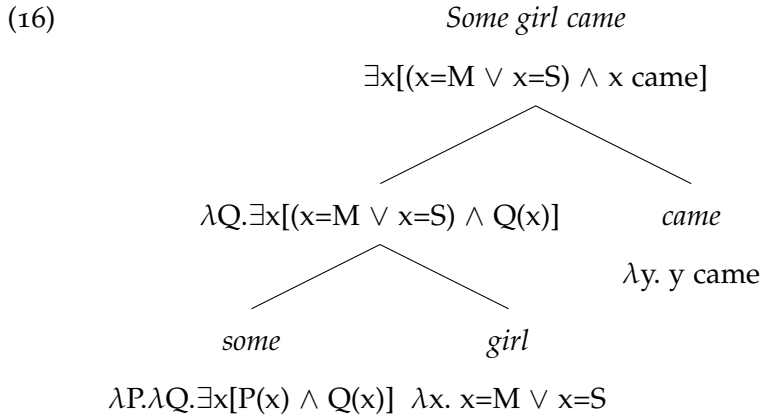 (16) Some girl came
∃x[(x=M ∨ x=S) ∧ x came]
λQ.∃x[(x=M ∨ x=S) ∧ Q(x)] came
λy. y came
some girl
λP.λQ.∃x[P(x) ∧ Q(x)] λx. x=M ∨ x=S